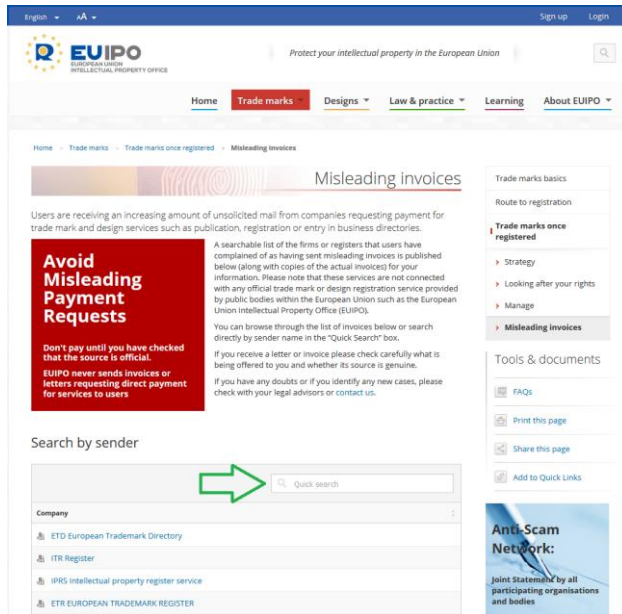 English
AA
Sign up
Login
EUIPO
EUROPEAN UNION
INTELLECTUAL PROPERTY OFFICE
Protect your intellectual property in the European Union
Home
Trade marks
Designs
Law & practice
Learning
About EUIPO
Home
Trade marks
Trade marks once registered
Misleading invoices
Misleading invoices
Users are receiving an increasing amount of unsolicited mail from companies requesting payment for
trade mark and design services such as publication, registration or entry in business directories.
Avoid
Misleading
Payment
Requests
Don't pay until you have checked
that the source is official.
EUIPO never sends invoices or
letters requesting direct payment
for services to users
A searchable list of the firms or registers that users have
complained of as having sent misleading invoices is published
below (along with copies of the actual invoices) for your
information. Please note that these services are not connected
with any official trade mark or design registration service provided
by public bodies within the European Union such as the European
Union Intellectual Property Office (EUIPO).
You can browse through the list of invoices below or search
directly by sender name in the "Quick Search" box.
If you receive a letter or invoice please check carefully what is
being offered to you and whether its source is genuine.
If you have any doubts or if you identify any new cases, please
check with your legal advisors or contact us.
Search by sender
Quick search
Company
ETD European Trademark Directory
ITR Register
IPRS Intellectual property register service
ETR EUROPEAN TRADEMARK REGISTER
Trade marks basics
Route to registration
Trade marks once
registered
Strategy
Looking after your rights
Manage
Misleading invoices
Tools & documents
FAQs
Print this page
Share this page
Add to Quick Links
Anti-Scam
Network:
Joint Statement by all
participating organisations
and bodies